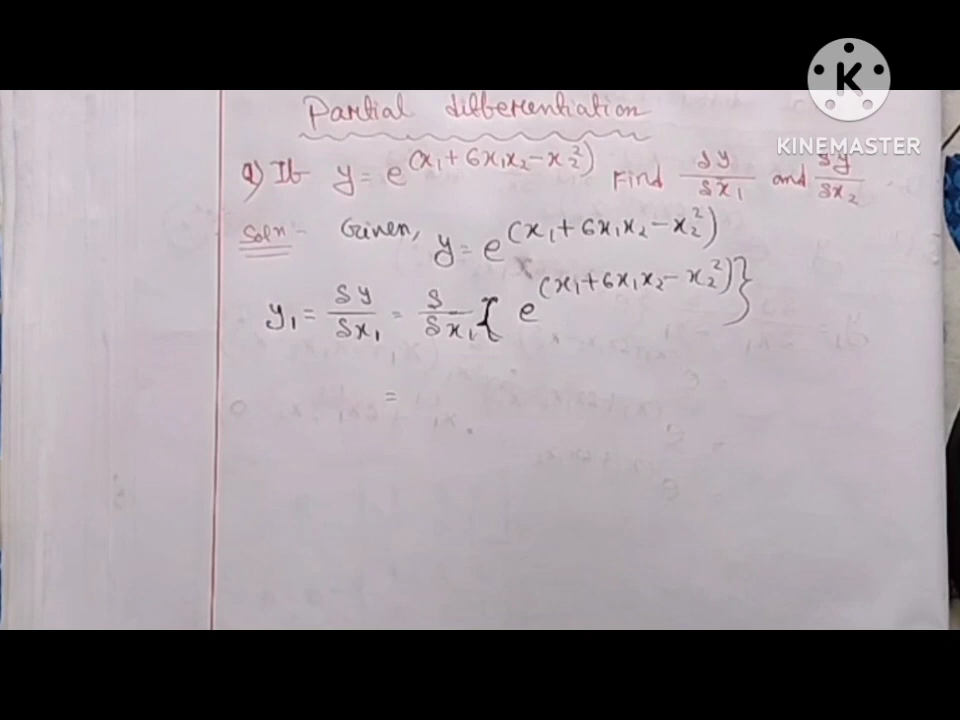 K
KINEMASTER
Partial differentiation
Q) If y = e^(x₁ + 6x₁x₂ - x₂²) Find δy/δx₁ and δy/δx₂
Soln:- Given, y = e^(x₁ + 6x₁x₂ - x₂²)
y₁ = δy/δx₁ = δ/δx₁ { e^(x₁ + 6x₁x₂ - x₂²) }
=